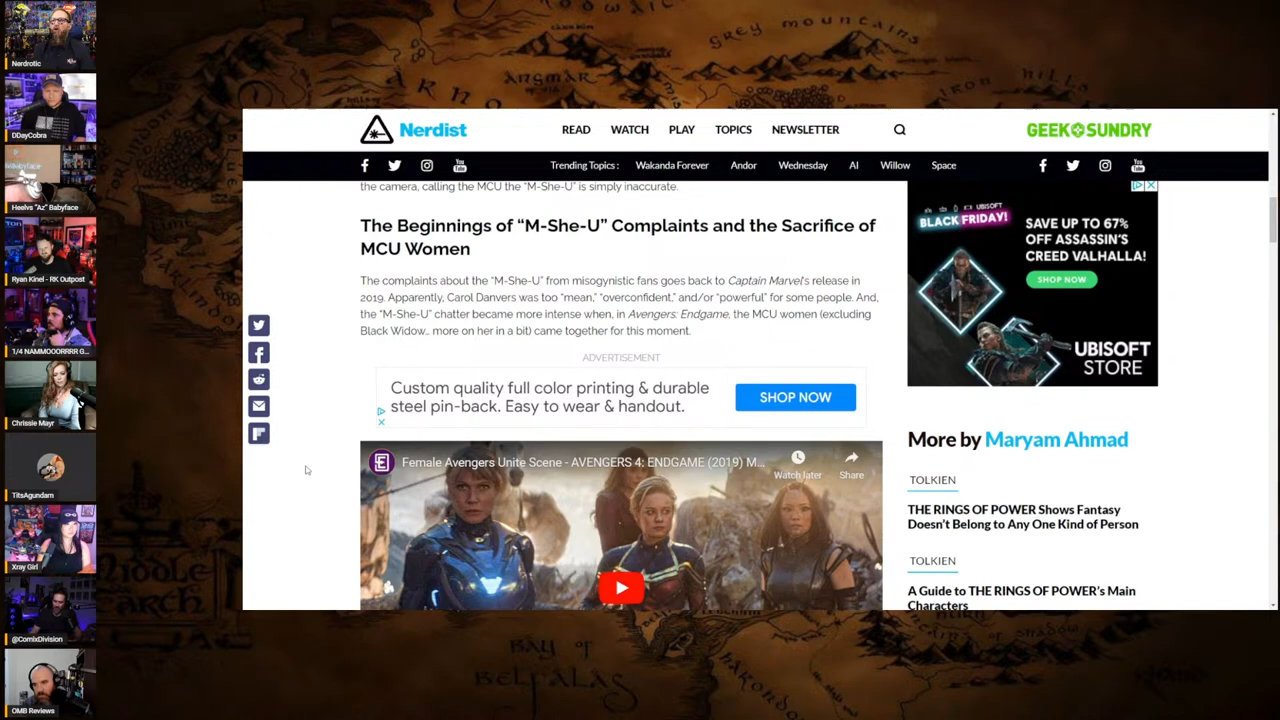 Nerdrotic
DDayCobra
Heelvs "Az" Babyface
Ryan Kinel - RK Outpost
1/4 NAMMOOORRRR G...
Chrissie Mayr
TitsAgundam
Xray Girl
@ComixDivision
OMB Reviews
GREY MOUNTAINS
ANGMAR
Nerdist
READ
WATCH
PLAY
TOPICS
NEWSLETTER
GEEK SUNDRY
Trending Topics :
Wakanda Forever
Andor
Wednesday
AI
Willow
Space
the camera, calling the MCU the “M-She-U” is simply inaccurate.
The Beginnings of “M-She-U” Complaints and the Sacrifice of
MCU Women
The complaints about the “M-She-U” from misogynistic fans goes back to Captain Marvel's release in
2019. Apparently, Carol Danvers was too “mean,” “overconfident,” and/or “powerful” for some people. And,
the “M-She-U” chatter became more intense when, in Avengers: Endgame, the MCU women (excluding
Black Widow… more on her in a bit) came together for this moment.
ADVERTISEMENT
Custom quality full color printing & durable
steel pin-back. Easy to wear & handout.
SHOP NOW
Female Avengers Unite Scene - AVENGERS 4: ENDGAME (2019) M...
Watch later
Share
UBISOFT
BLACK FRIDAY!
SAVE UP TO 67%
OFF ASSASSIN'S
CREED VALHALLA!
SHOP NOW
UBISOFT
STORE
More by Maryam Ahmad
TOLKIEN
THE RINGS OF POWER Shows Fantasy
Doesn’t Belong to Any One Kind of Person
TOLKIEN
A Guide to THE RINGS OF POWER’s Main
Characters
MIDDLE
EARTH
BAY OF
BELFALAS